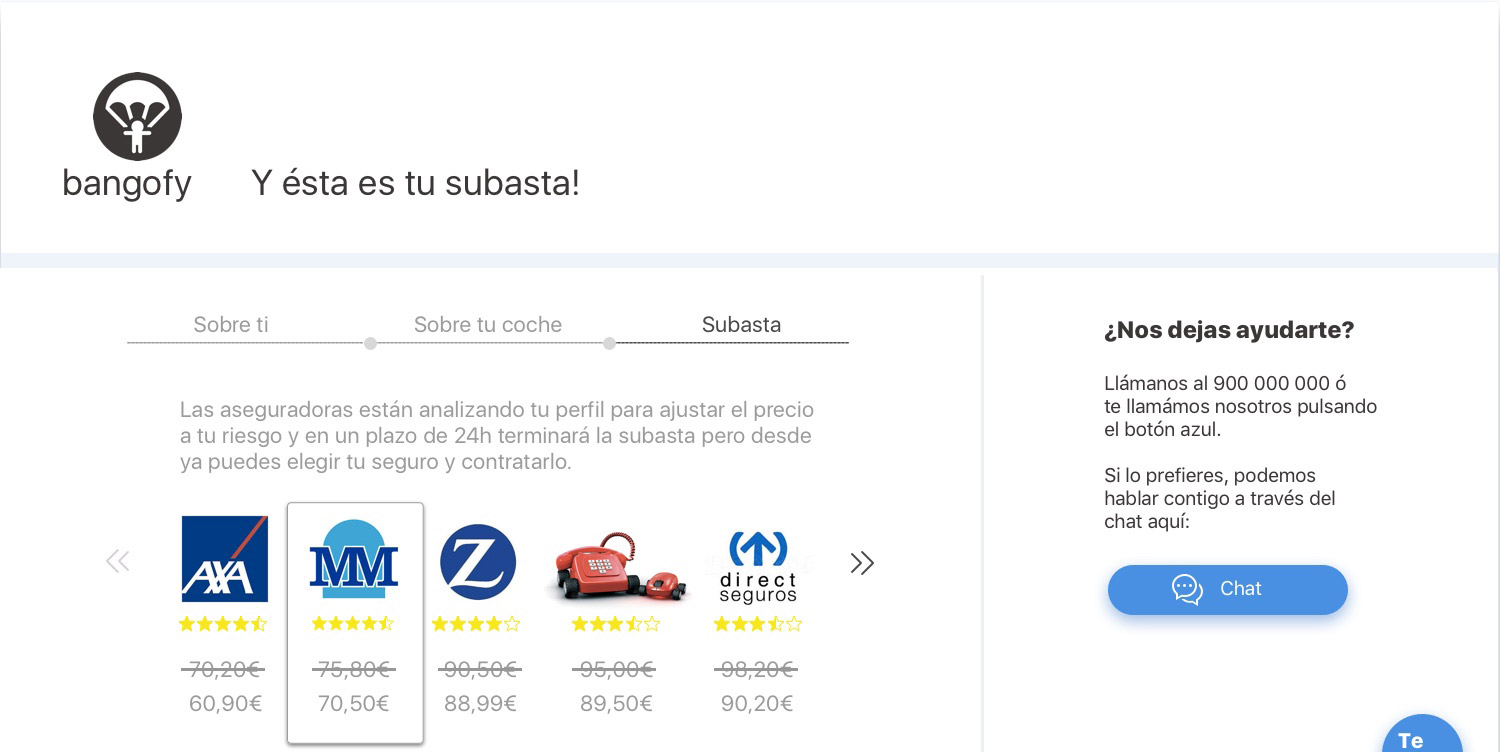 bangofy
Y ésta es tu subasta!
Sobre ti
Sobre tu coche
Subasta
Las aseguradoras están analizando tu perfil para ajustar el precio
a tu riesgo y en un plazo de 24h terminará la subasta pero desde
ya puedes elegir tu seguro y contratarlo.
AXA
MM
Z
direct
seguros
70,20€
75,80€
90,50€
95,00€
98,20€
60,90€
70,50€
88,99€
89,50€
90,20€
¿Nos dejas ayudarte?
Llámanos al 900 000 000 ó
te llamámos nosotros pulsando
el botón azul.
Si lo prefieres, podemos
hablar contigo a través del
chat aquí:
Chat
Te